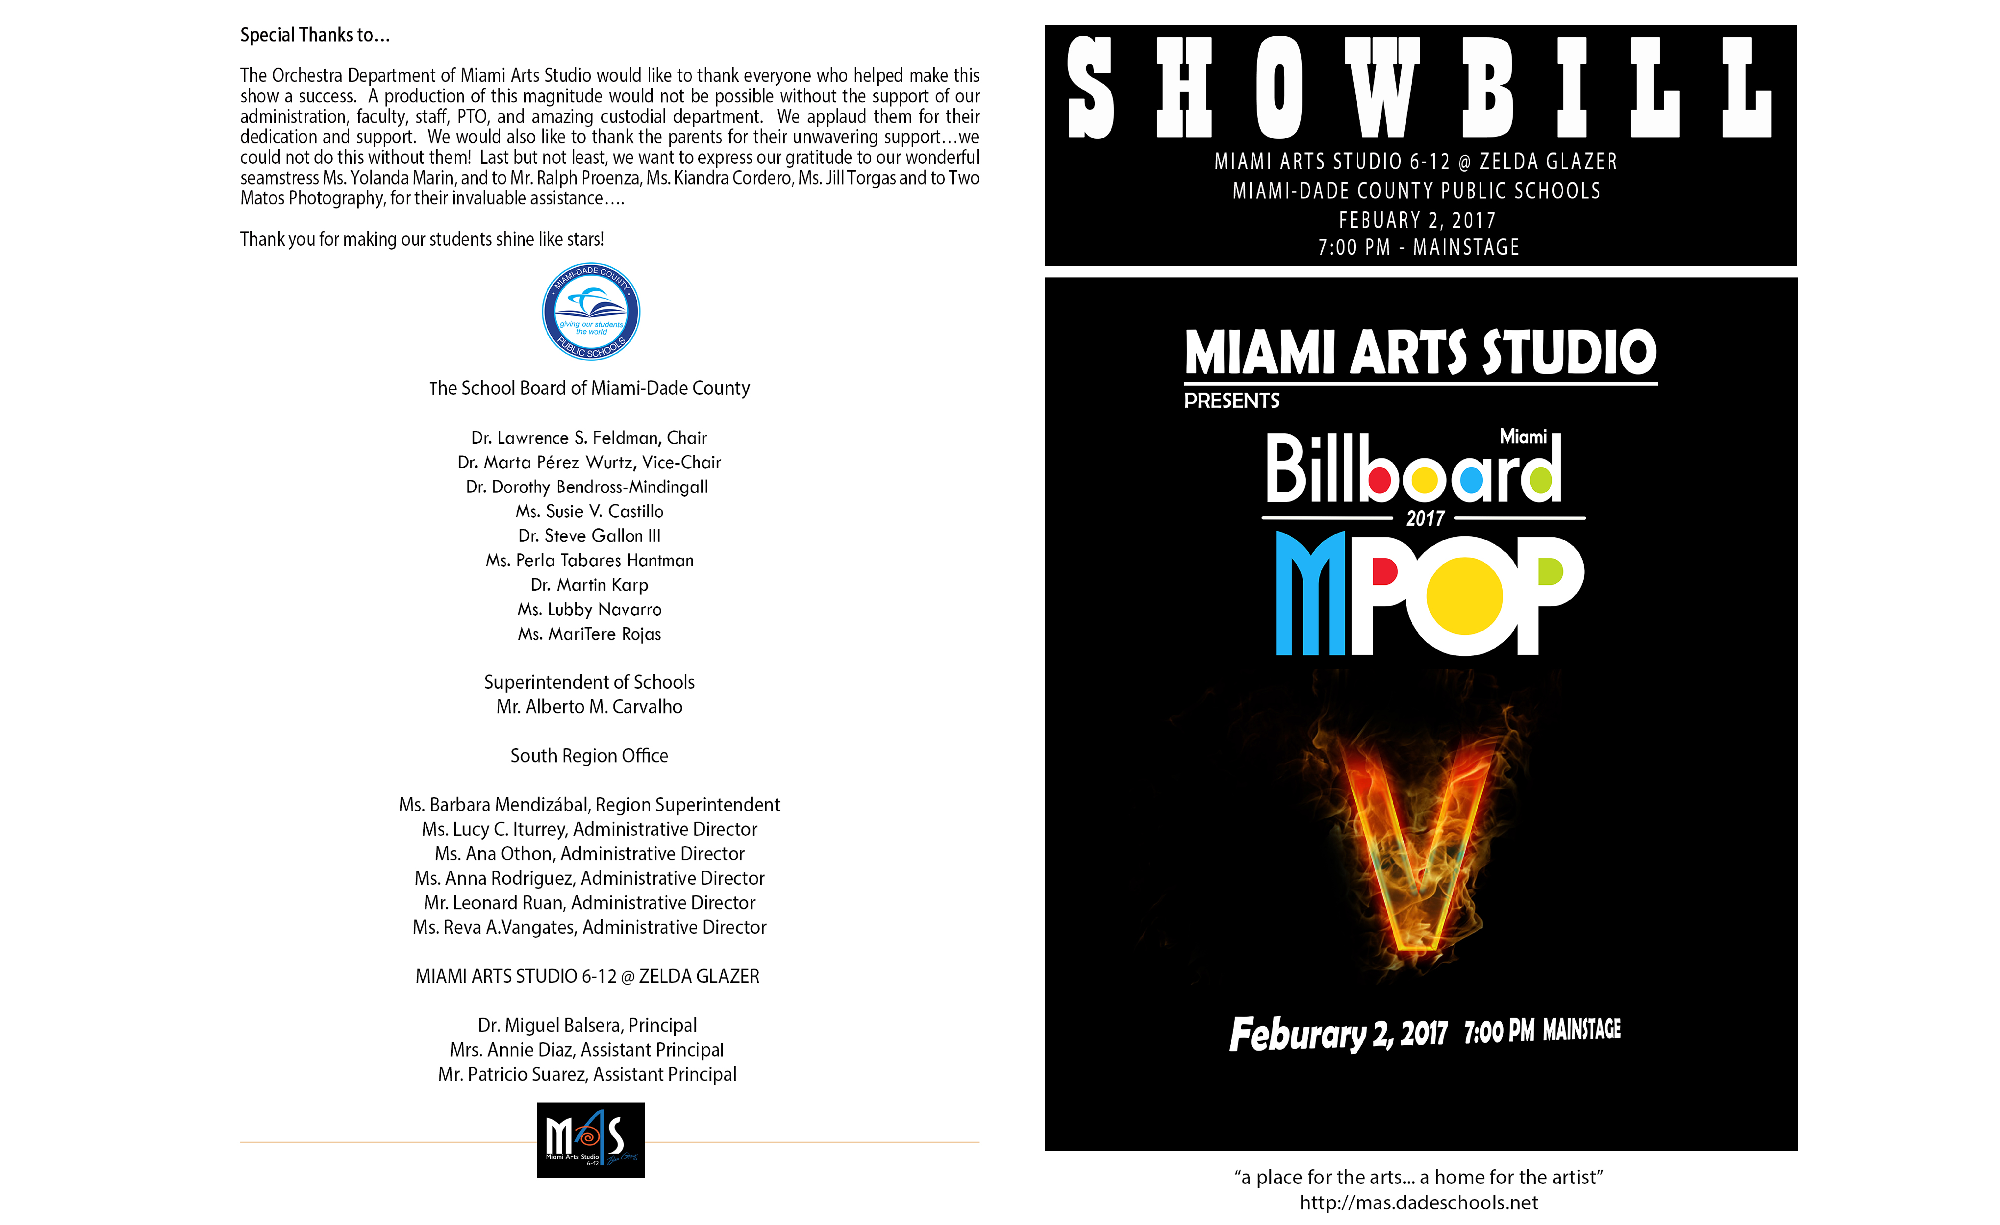 Special Thanks to…
The Orchestra Department of Miami Arts Studio would like to thank everyone who helped make this
show a success.  A production of this magnitude would not be possible without the support of our
administration, faculty, staff, PTO, and amazing custodial department.  We applaud them for their
dedication and support.  We would also like to thank the parents for their unwavering support…we
could not do this without them!  Last but not least, we want to express our gratitude to our wonderful
seamstress Ms. Yolanda Marin, and to Mr. Ralph Proenza, Ms. Kiandra Cordero, Ms. Jill Torgas and to Two
Matos Photography, for their invaluable assistance….
Thank you for making our students shine like stars!
MIAMI-DADE COUNTY
giving our students
the world
PUBLIC SCHOOLS
The School Board of Miami-Dade County
Dr. Lawrence S. Feldman, Chair
Dr. Marta Pérez Wurtz, Vice-Chair
Dr. Dorothy Bendross-Mindingall
Ms. Susie V. Castillo
Dr. Steve Gallon III
Ms. Perla Tabares Hantman
Dr. Martin Karp
Ms. Lubby Navarro
Ms. MariTere Rojas
Superintendent of Schools
Mr. Alberto M. Carvalho
South Region Office
Ms. Barbara Mendizábal, Region Superintendent
Ms. Lucy C. Iturrey, Administrative Director
Ms. Ana Othon, Administrative Director
Ms. Anna Rodriguez, Administrative Director
Mr. Leonard Ruan, Administrative Director
Ms. Reva A.Vangates, Administrative Director
MIAMI ARTS STUDIO 6-12 @ ZELDA GLAZER
Dr. Miguel Balsera, Principal
Mrs. Annie Diaz, Assistant Principal
Mr. Patricio Suarez, Assistant Principal
MAS
Miami Arts Studio
6-12
SHOWBILL
MIAMI ARTS STUDIO 6-12 @ ZELDA GLAZER
MIAMI-DADE COUNTY PUBLIC SCHOOLS
FEBUARY 2, 2017
7:00 PM - MAINSTAGE
MIAMI ARTS STUDIO
PRESENTS
Miami
Billboard
2017
MPOP
V
Feburary 2, 2017 7:00 PM MAINSTAGE
“a place for the arts... a home for the artist”
http://mas.dadeschools.net